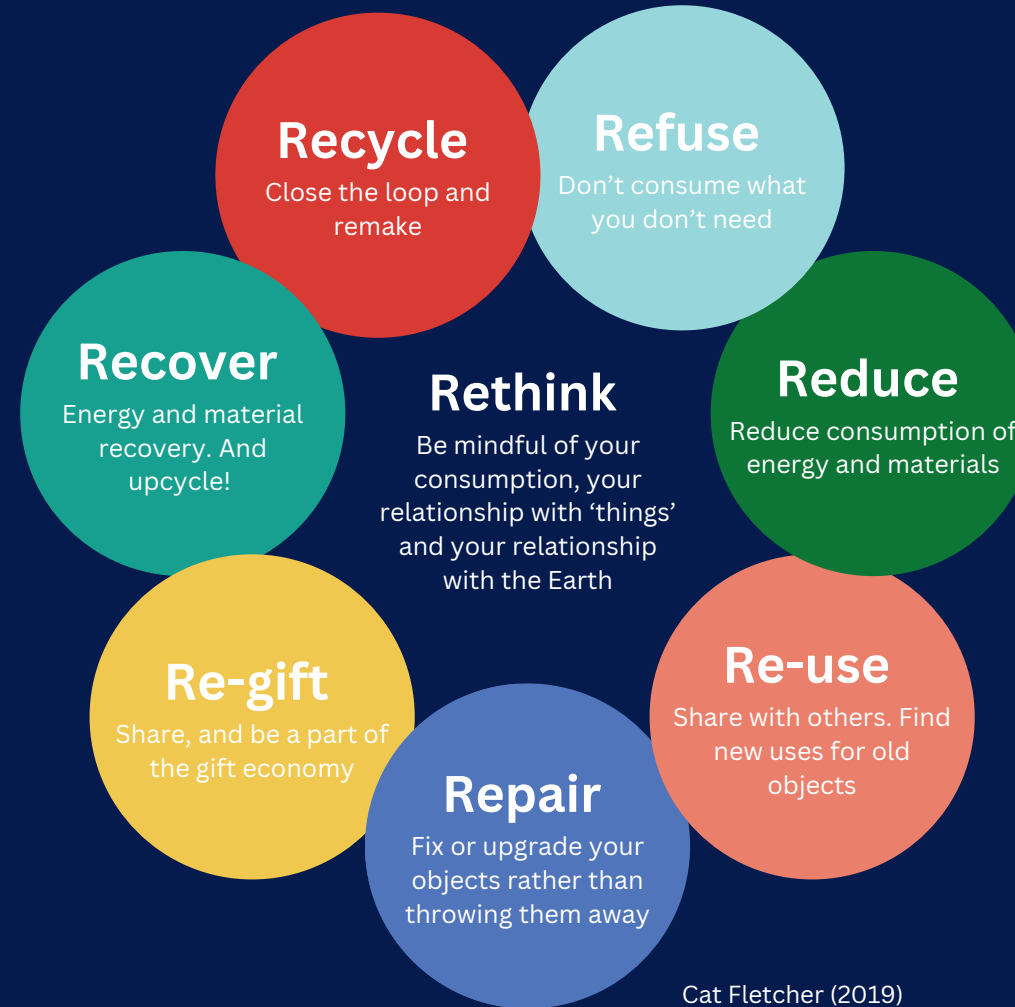 Recycle
Close the loop and
remake
Refuse
Don’t consume what
you don’t need
Recover
Energy and material
recovery. And
upcycle!
Rethink
Be mindful of your
consumption, your
relationship with ‘things’
and your relationship
with the Earth
Reduce
Reduce consumption of
energy and materials
Re-gift
Share, and be a part of
the gift economy
Repair
Fix or upgrade your
objects rather than
throwing them away
Re-use
Share with others. Find
new uses for old
objects
Cat Fletcher (2019)